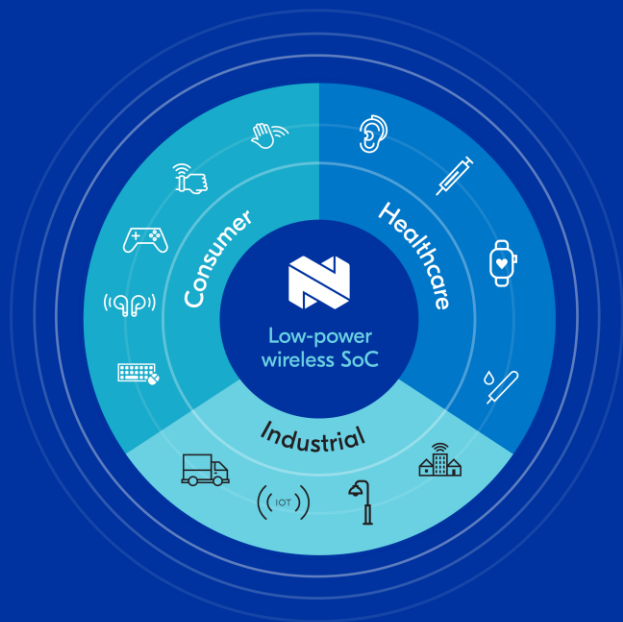 Consumer
Healthcare
Low-power
wireless SoC
Industrial
IOT